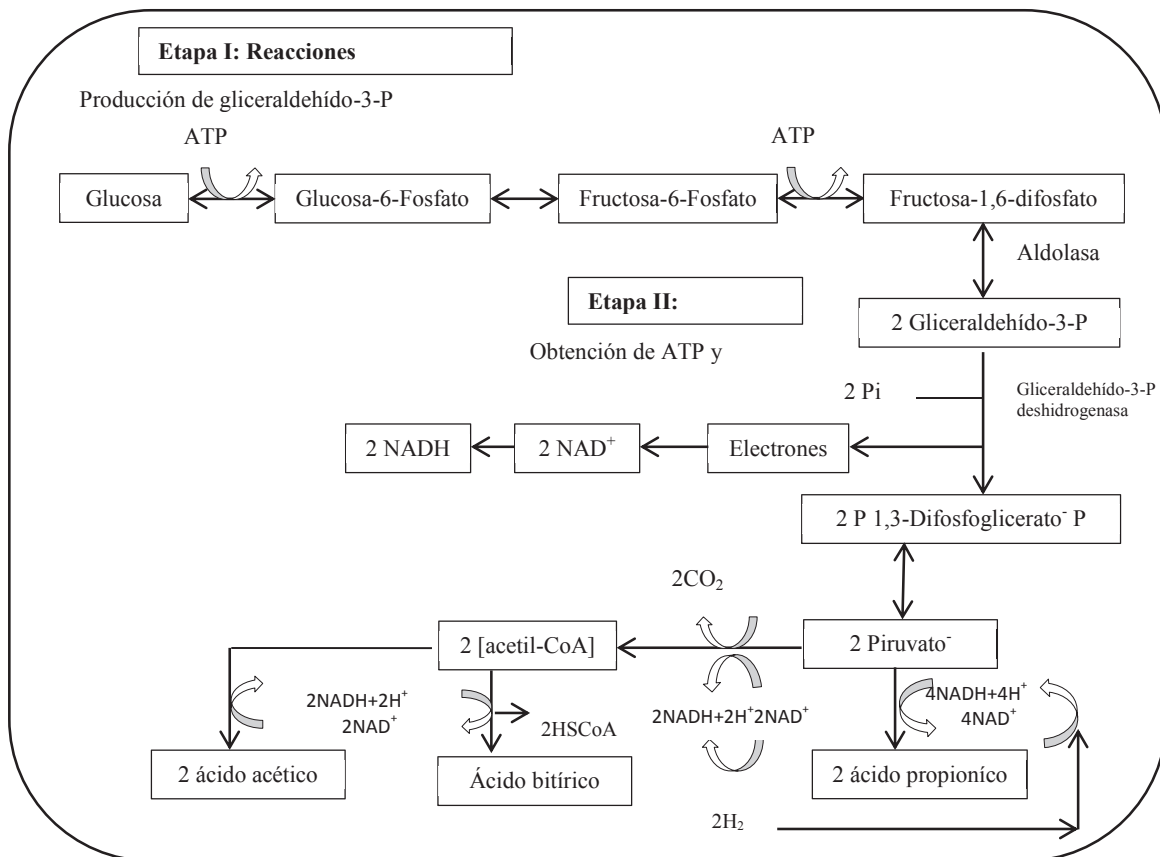 Etapa I: Reacciones
Producción de gliceraldehído-3-P
ATP
ATP
Glucosa
Glucosa-6-Fosfato
Fructosa-6-Fosfato
Fructosa-1,6-difosfato
Aldolasa
Etapa II:
2 Gliceraldehído-3-P
Obtención de ATP y
2 Pi
Gliceraldehído-3-P
deshidrogenasa
2 NADH
2 NAD⁺
Electrones
2 P 1,3-Difosfoglicerato⁻ P
2CO₂
2 [acetil-CoA]
2 Piruvato⁻
2NADH+2H⁺
2NAD⁺
2HSCoA
2NADH+2H⁺2NAD⁺
4NADH+4H⁺
4NAD⁺
2 ácido acético
Ácido bitírico
2 ácido propioníco
2H₂